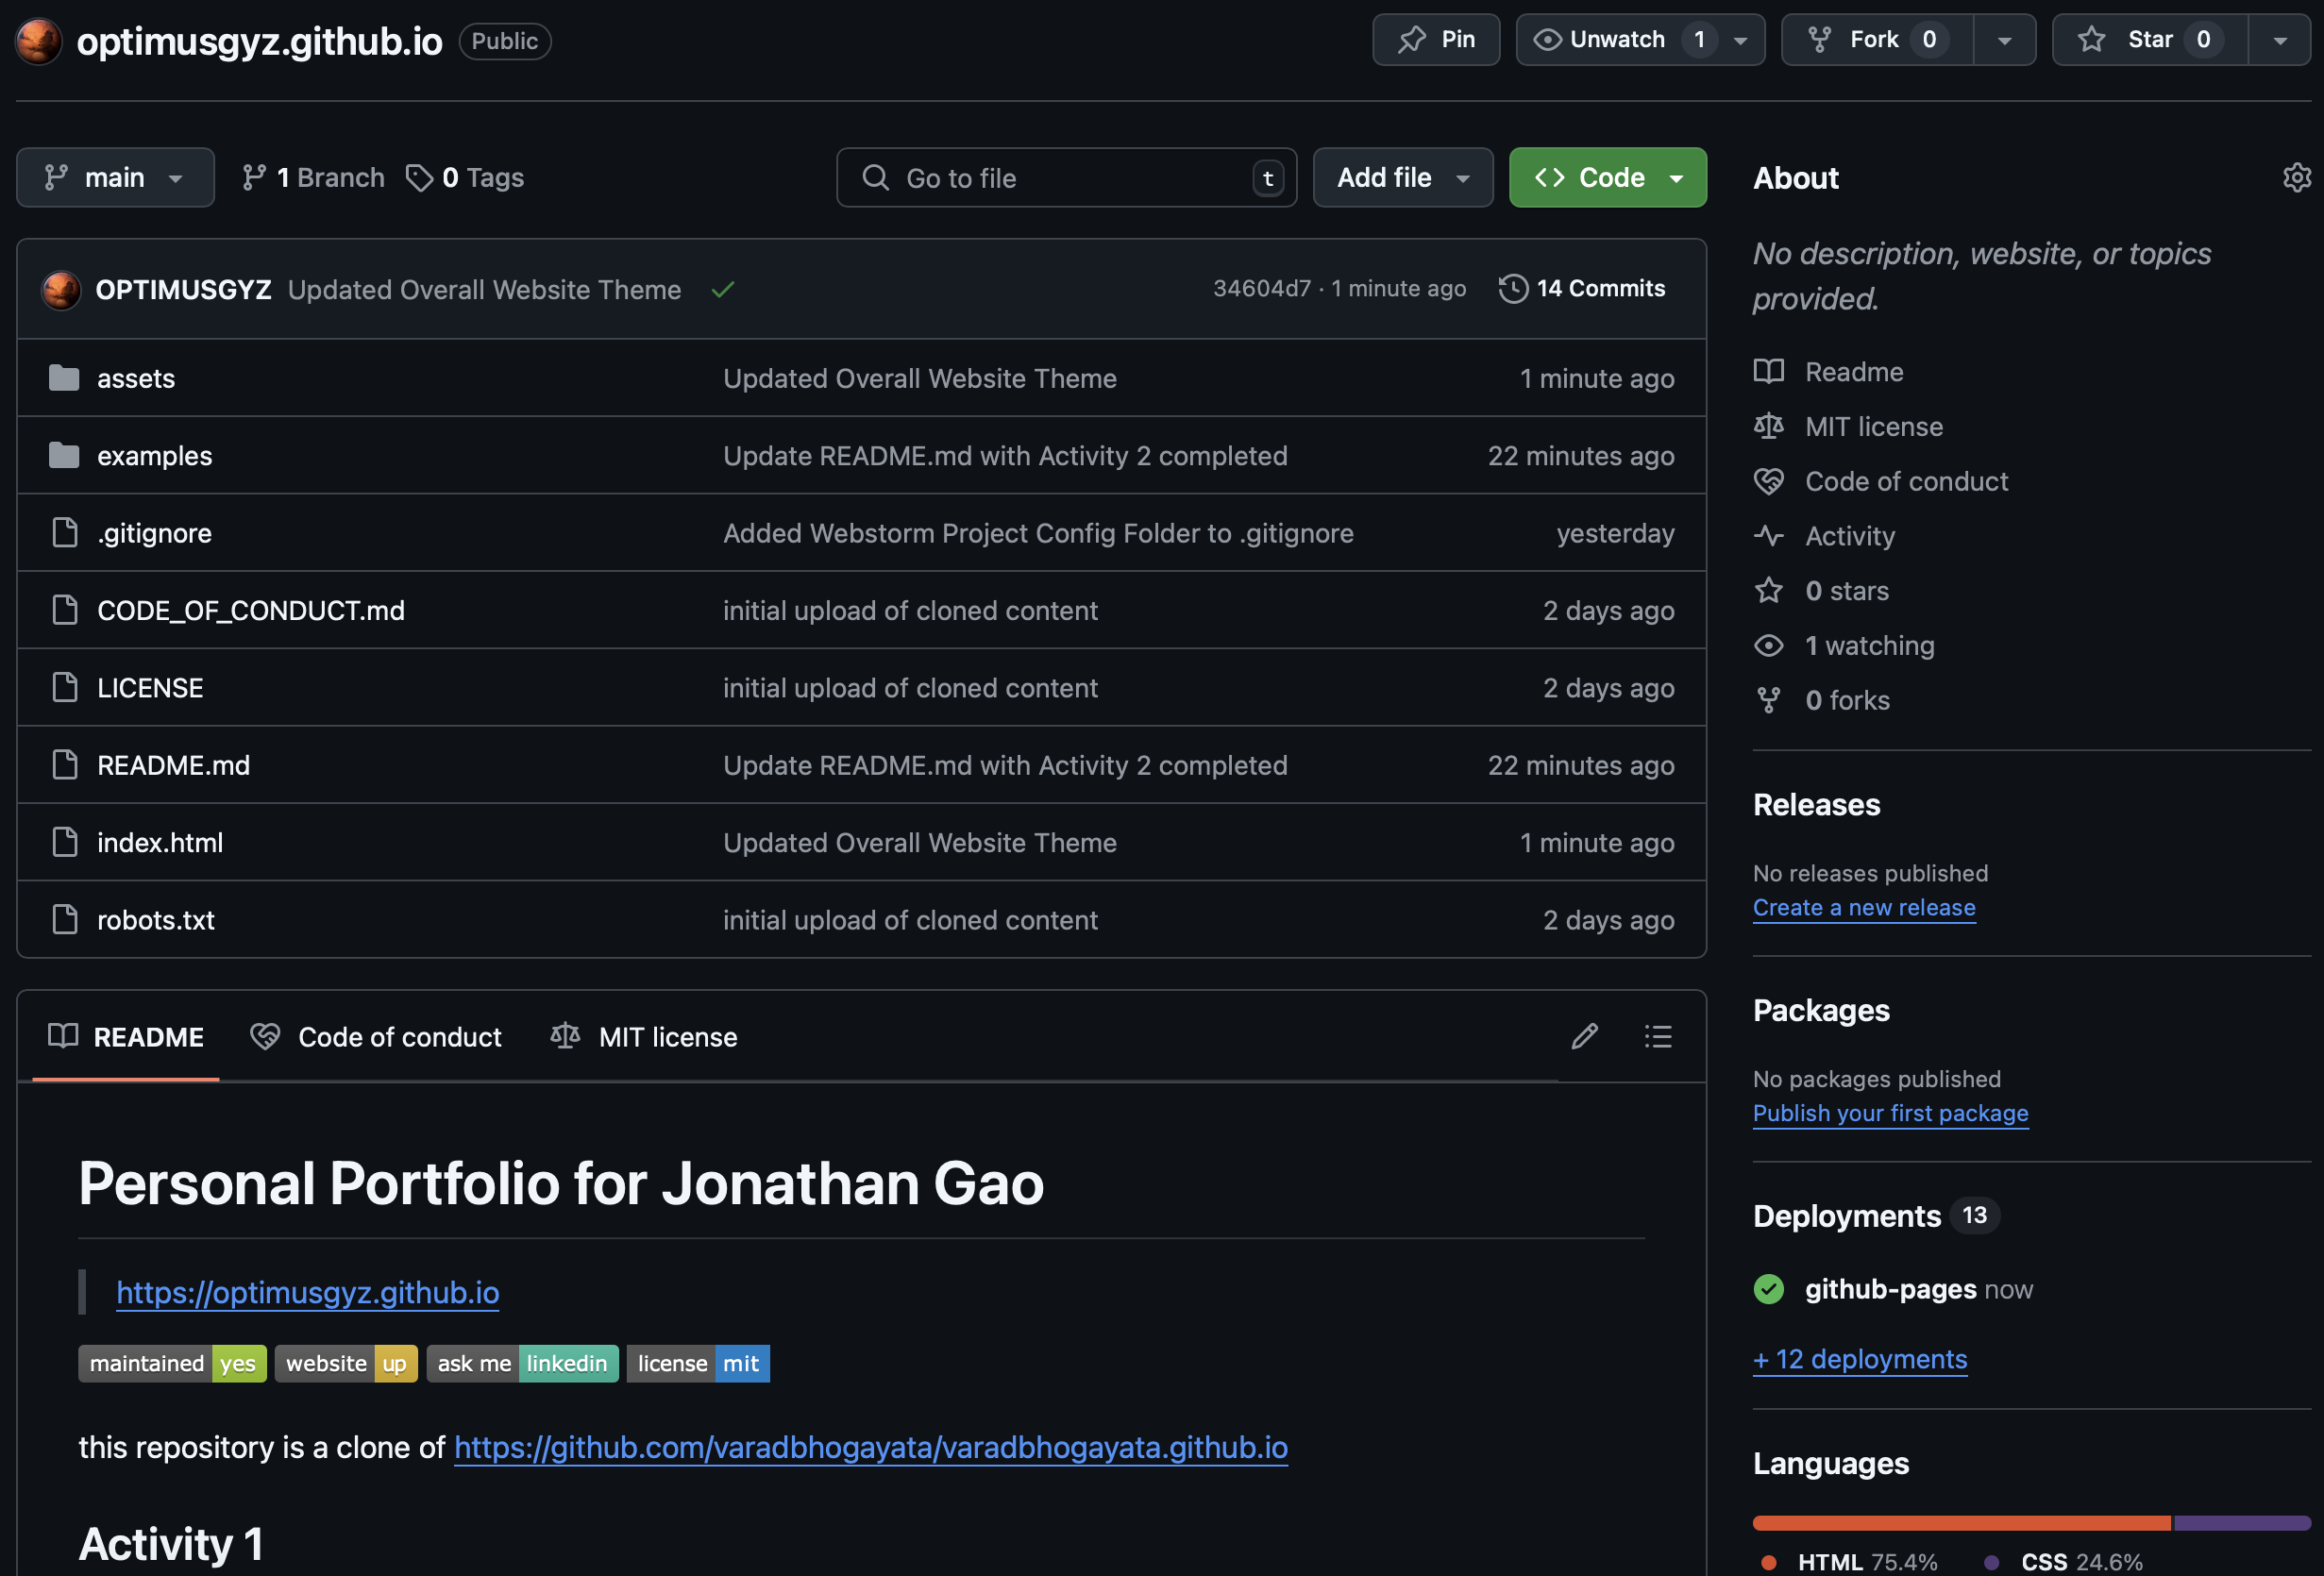 optimusgyz.github.io Public Pin Unwatch 1 Fork 0 Star 0
main 1 Branch 0 Tags Go to file t Add file Code
OPTIMUSGYZ Updated Overall Website Theme 34604d7 · 1 minute ago 14 Commits
assets Updated Overall Website Theme 1 minute ago
examples Update README.md with Activity 2 completed 22 minutes ago
.gitignore Added Webstorm Project Config Folder to .gitignore yesterday
CODE_OF_CONDUCT.md initial upload of cloned content 2 days ago
LICENSE initial upload of cloned content 2 days ago
README.md Update README.md with Activity 2 completed 22 minutes ago
index.html Updated Overall Website Theme 1 minute ago
robots.txt initial upload of cloned content 2 days ago
README Code of conduct MIT license
Personal Portfolio for Jonathan Gao
https://optimusgyz.github.io
maintained yes website up ask me linkedin license mit
this repository is a clone of https://github.com/varadbhogayata/varadbhogayata.github.io
Activity 1
About
No description, website, or topics
provided.
Readme
MIT license
Code of conduct
Activity
0 stars
1 watching
0 forks
Releases
No releases published
Create a new release
Packages
No packages published
Publish your first package
Deployments 13
github-pages now
+ 12 deployments
Languages
HTML 75.4% CSS 24.6%